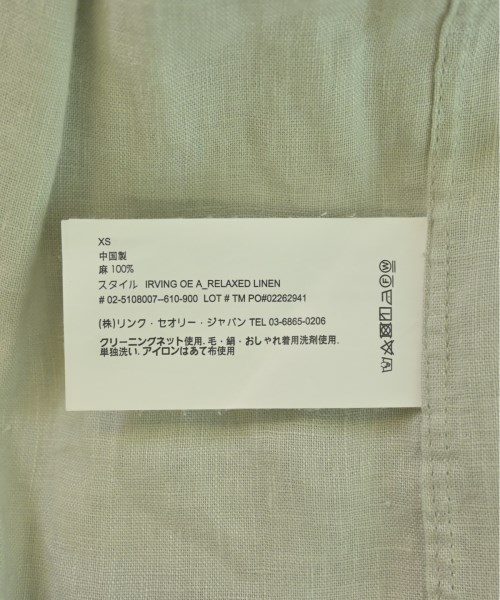 XS
中国製
麻 100%
スタイル IRVING OE A_RELAXED LINEN
# 02-5108007--610-900 LOT # TM PO#02262941
(株)リンク・セオリー・ジャパン TEL 03-6865-0206
クリーニングネット使用. 毛・絹・おしゃれ着用洗剤使用.
単独洗い. アイロンはあて布使用
F W